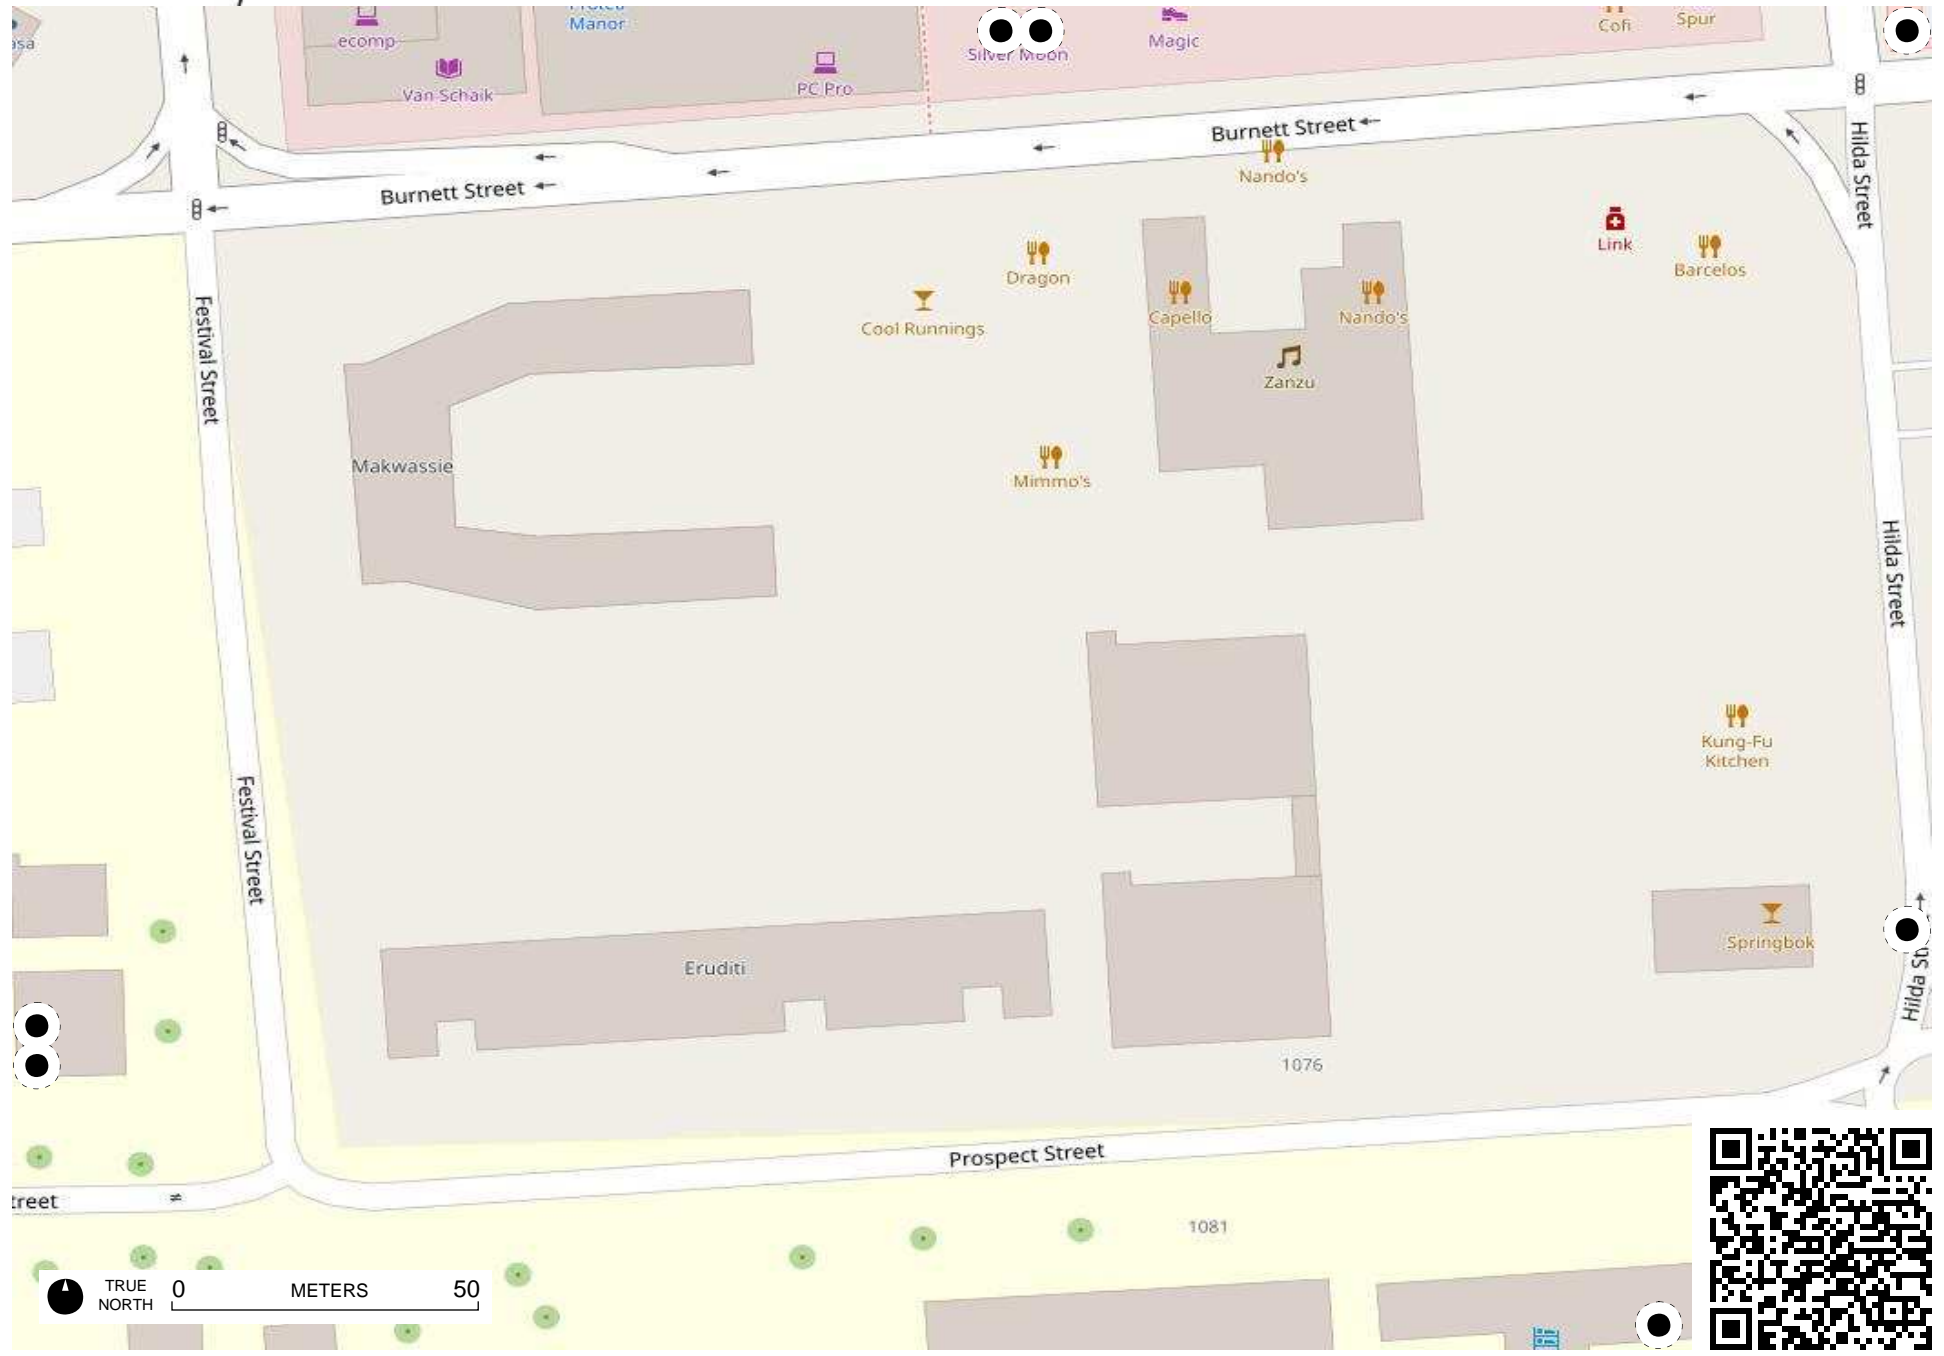 Manor
ecomp
Van Schaik
PC Pro
Silver Moon
Magic
Cofi
Spur
Burnett Street
Burnett Street
Nando's
Hilda Street
Link
Barcelos
Dragon
Cool Runnings
Capello
Nando's
Zanzu
Festival Street
Makwassie
Mimmo's
Hilda Street
Kung-Fu
Kitchen
Festival Street
Springbok
Eruditi
Hilda St
1076
Prospect Street
treet
1081
TRUE
NORTH
0 METERS 50